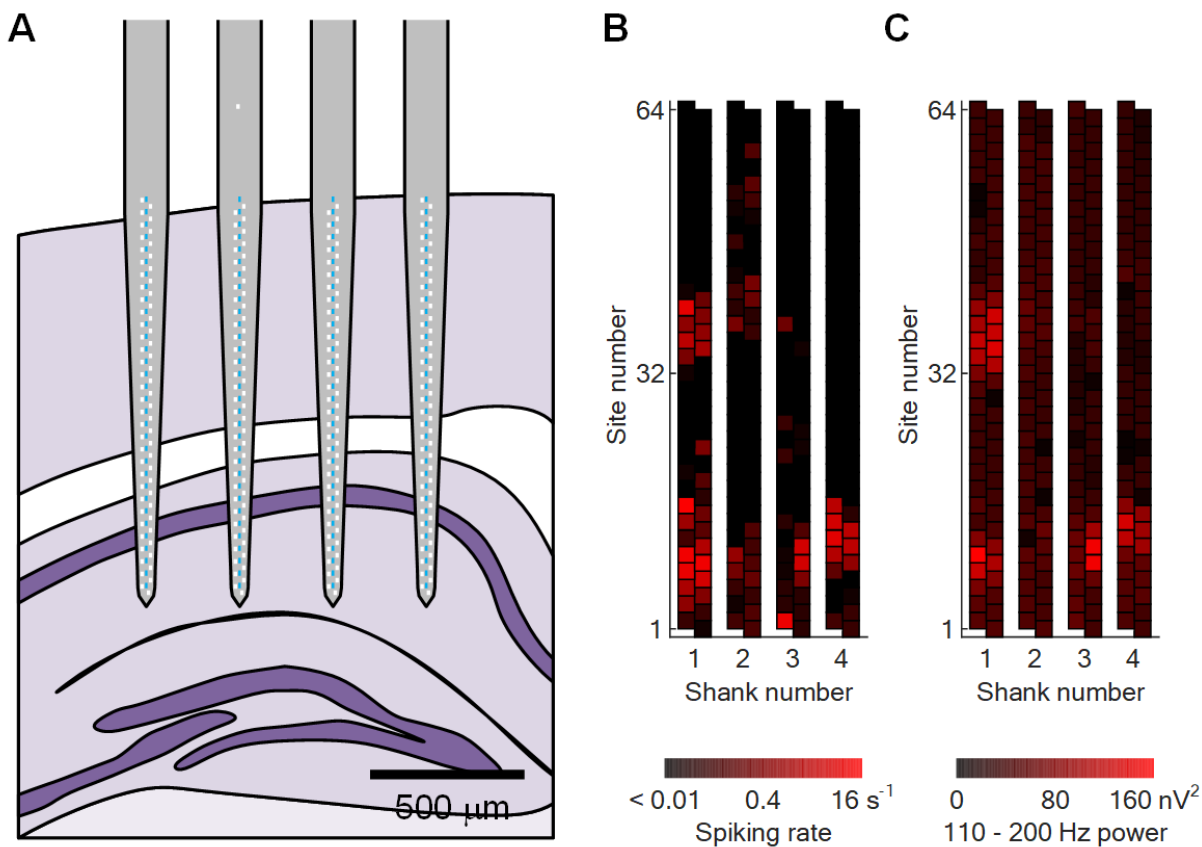 A
500 μm
B
64
32
1
Site number
1 2 3 4
Shank number
< 0.01 0.4 16 s⁻¹
Spiking rate
C
64
32
1
Site number
1 2 3 4
Shank number
0 80 160 nV²
110 - 200 Hz power